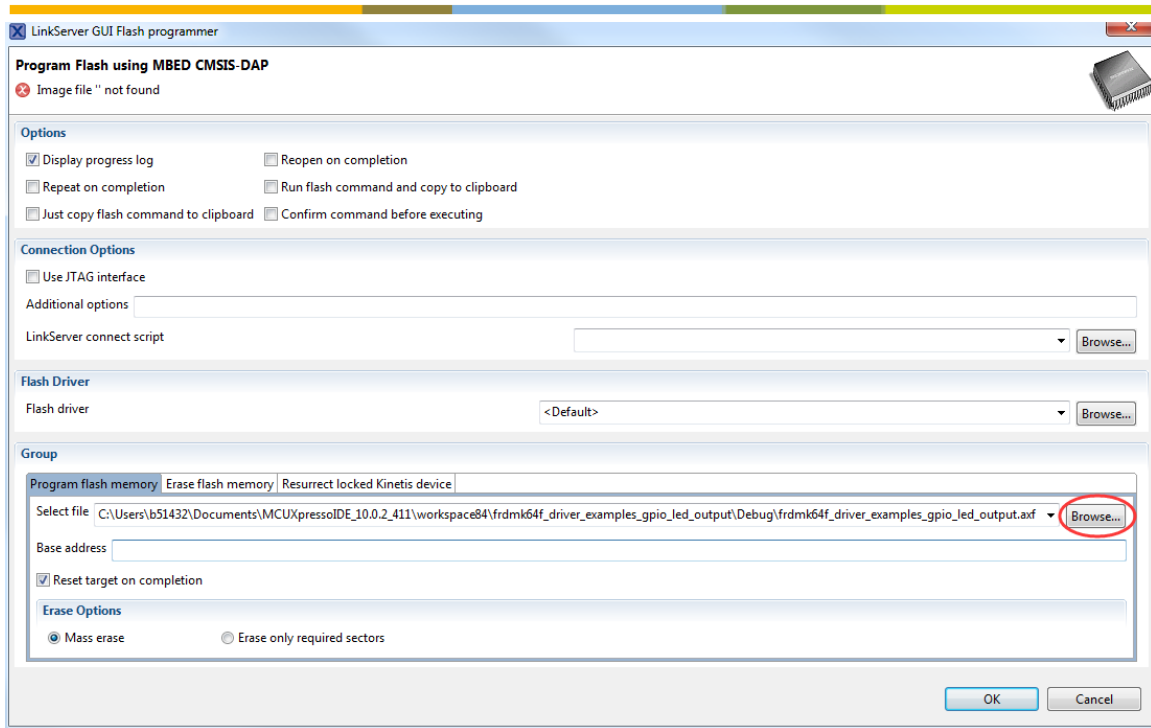 LinkServer GUI Flash programmer
Program Flash using MBED CMSIS-DAP
Image file '' not found
Options
Display progress log
Reopen on completion
Repeat on completion
Run flash command and copy to clipboard
Just copy flash command to clipboard
Confirm command before executing
Connection Options
Use JTAG interface
Additional options
LinkServer connect script
Browse...
Flash Driver
Flash driver
<Default>
Browse...
Group
Program flash memory
Erase flash memory
Resurrect locked Kinetis device
Select file
C:\Users\b51432\Documents\MCUXpressoIDE_10.0.2_411\workspace84\frdmk64f_driver_examples_gpio_led_output\Debug\frdmk64f_driver_examples_gpio_led_output.axf
Browse...
Base address
Reset target on completion
Erase Options
Mass erase
Erase only required sectors
OK
Cancel